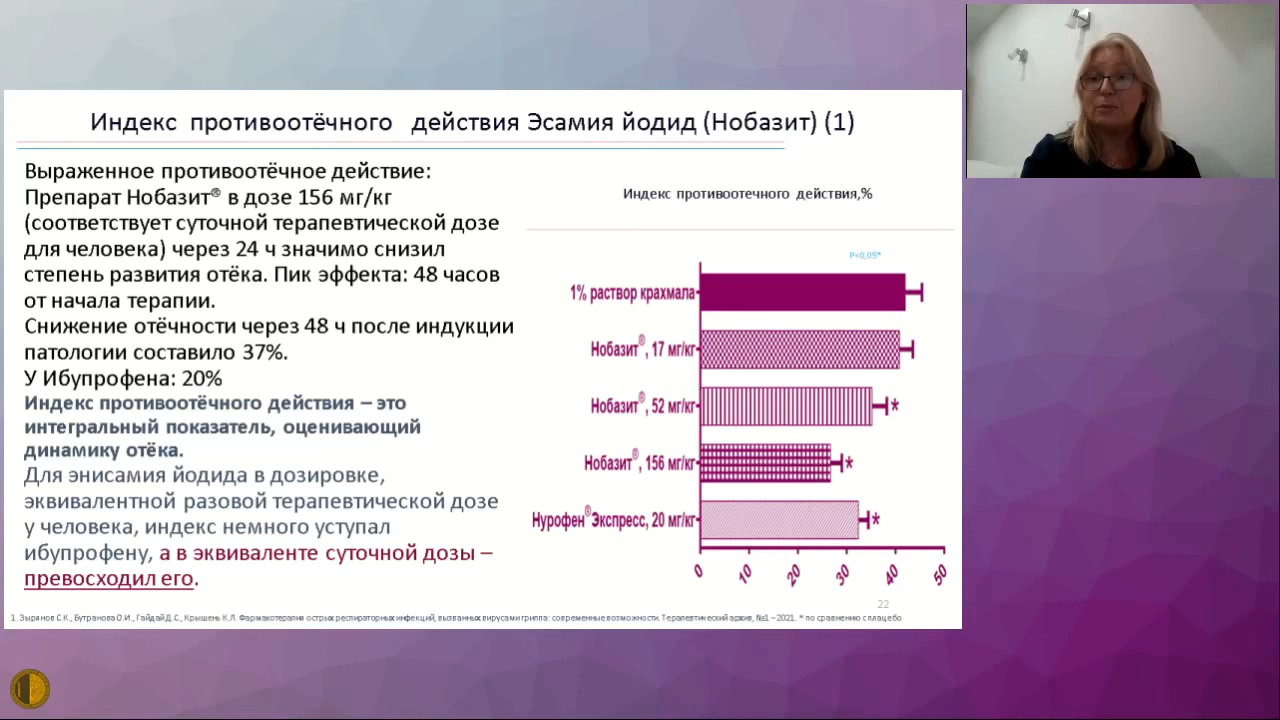 Индекс противоотёчного действия Эсамия йодид (Нобазит) (1)
Выраженное противоотёчное действие:
Препарат Нобазит® в дозе 156 мг/кг
(соответствует суточной терапевтической дозе
для человека) через 24 ч значимо снизил
степень развития отёка. Пик эффекта: 48 часов
от начала терапии.
Снижение отёчности через 48 ч после индукции
патологии составило 37%.
У Ибупрофена: 20%
Индекс противоотёчного действия – это
интегральный показатель, оценивающий
динамику отёка.
Для энисамия йодида в дозировке,
эквивалентной разовой терапевтической дозе
у человека, индекс немного уступал
ибупрофену, а в эквиваленте суточной дозы –
превосходил его.
Индекс противоотечного действия,%
P<0,05*
1% раствор крахмала
Нобазит®, 17 мг/кг
Нобазит®, 52 мг/кг
*
Нобазит®, 156 мг/кг
*
Нурофен®Экспресс, 20 мг/кг
*
0 10 20 30 40 50
22
1. Зырянов С.К., Бутранова О.И., Гайдай Д.С., Крышень К.Л. Фармакотерапия острых респираторных инфекций, вызванных вирусами гриппа: современные возможности. Терапевтический архив, №1 – 2021. * по сравнению с плацебо